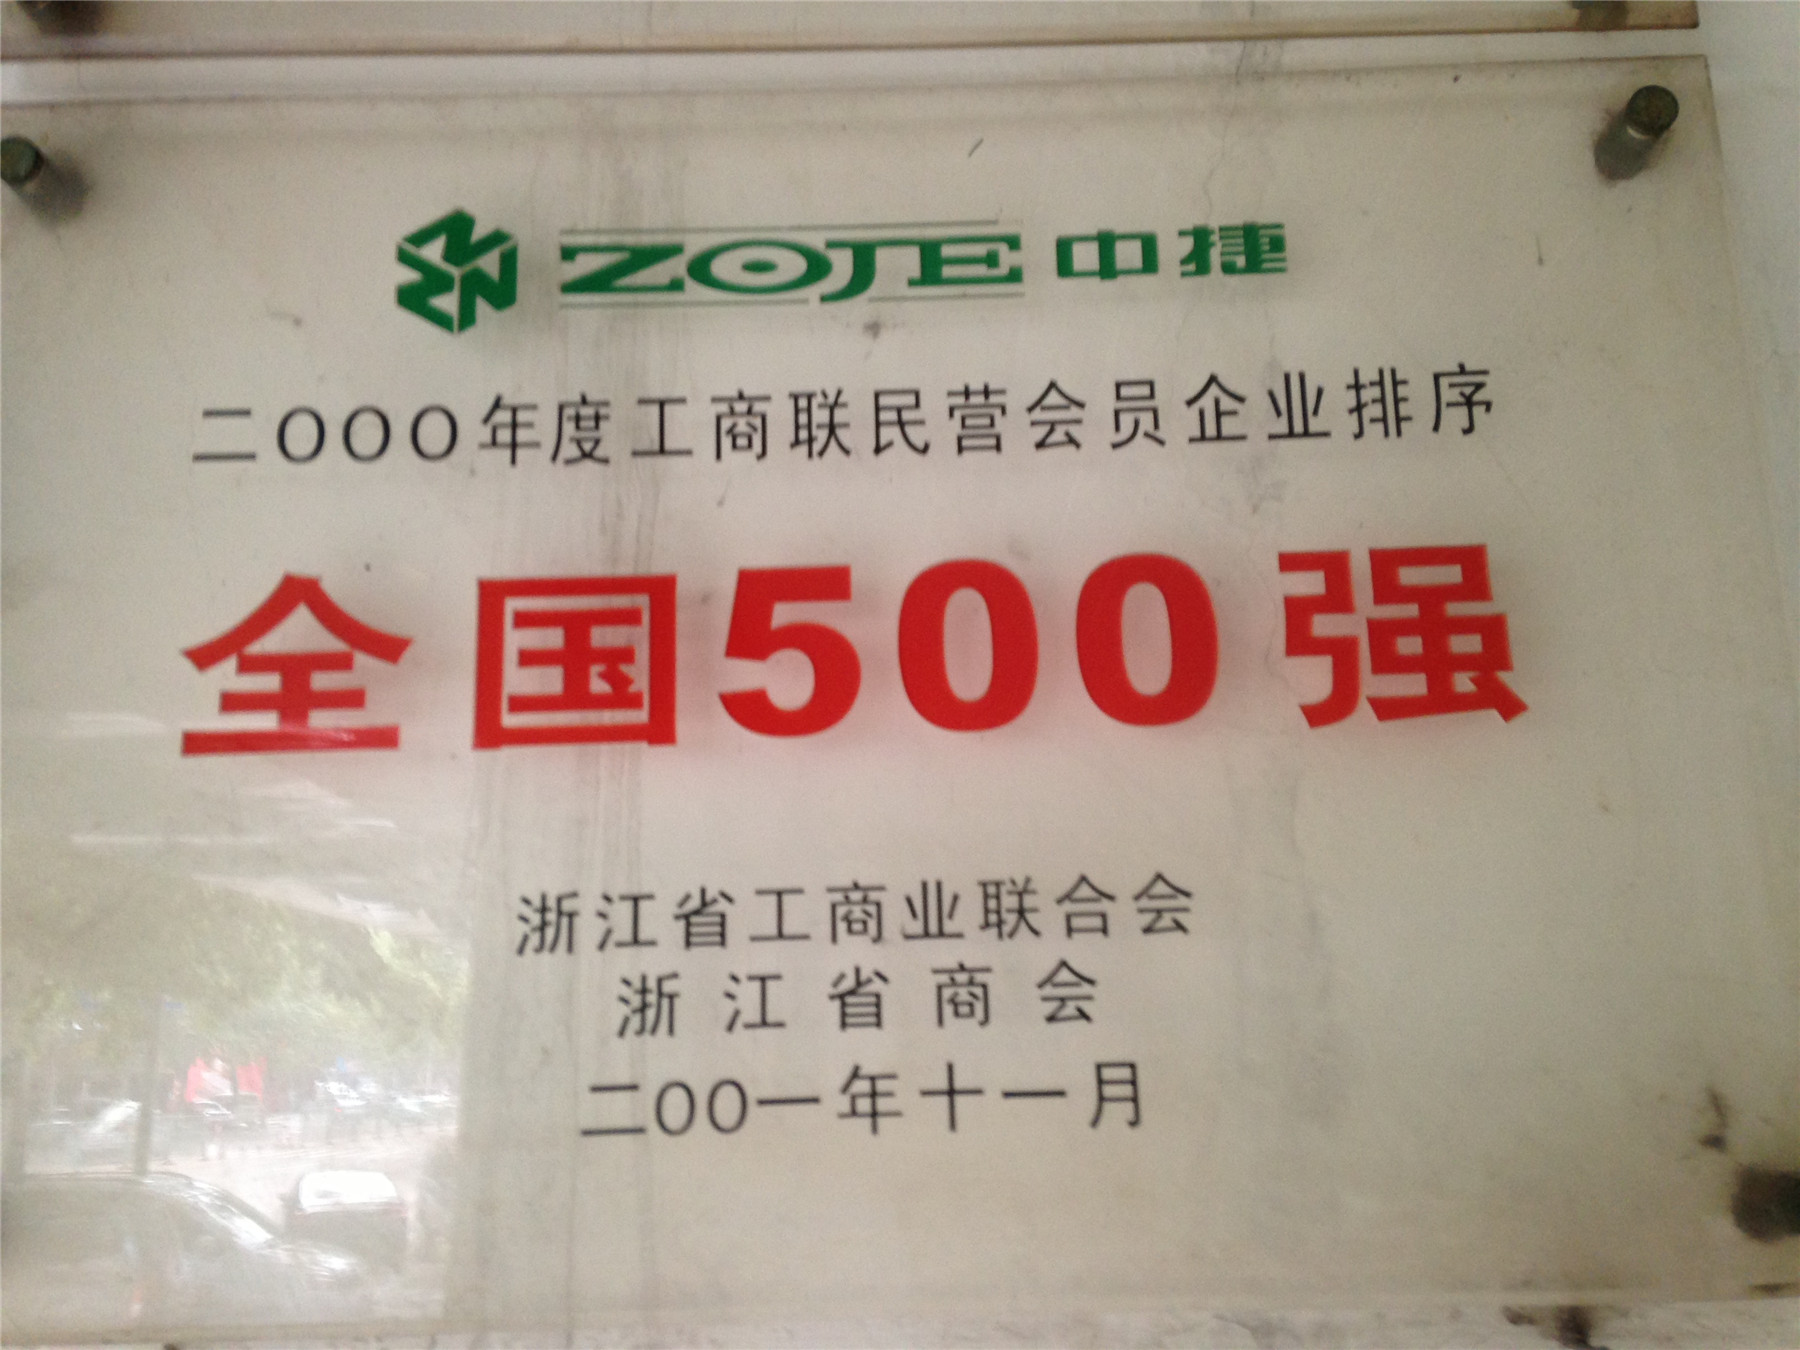 ZOJE 中捷
二OOO年度工商联民营会员企业排序
全国500强
浙江省工商业联合会
浙江省商会
二OO一年十一月